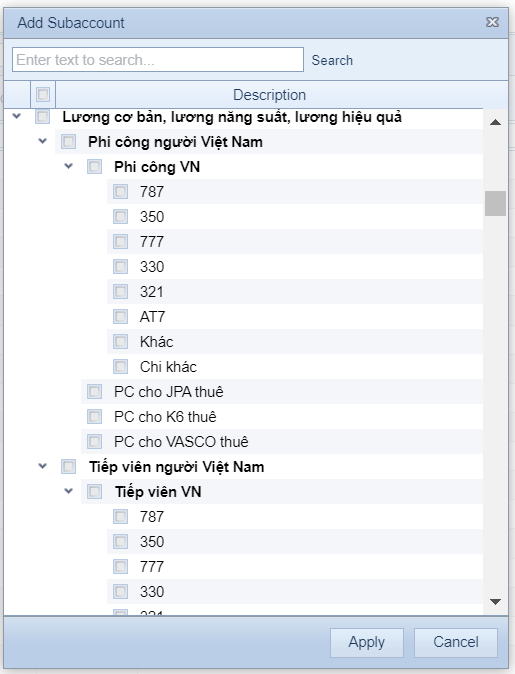 Add Subaccount
Enter text to search... Search
Description
Lương cơ bản, lương năng suất, lương hiệu quả
Phi công người Việt Nam
Phi công VN
787
350
777
330
321
AT7
Khác
Chi khác
PC cho JPA thuê
PC cho K6 thuê
PC cho VASCO thuê
Tiếp viên người Việt Nam
Tiếp viên VN
787
350
777
330
Apply Cancel